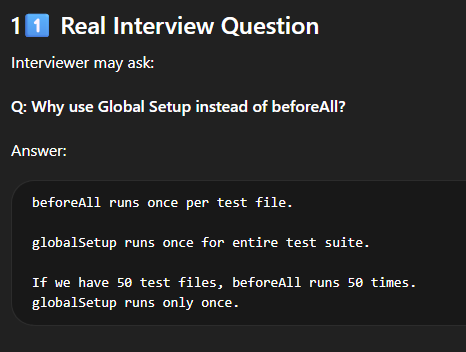 11️⃣ Real Interview Question
Interviewer may ask:
Q: Why use Global Setup instead of beforeAll?
Answer:
beforeAll runs once per test file.
globalSetup runs once for entire test suite.
If we have 50 test files, beforeAll runs 50 times.
globalSetup runs only once.